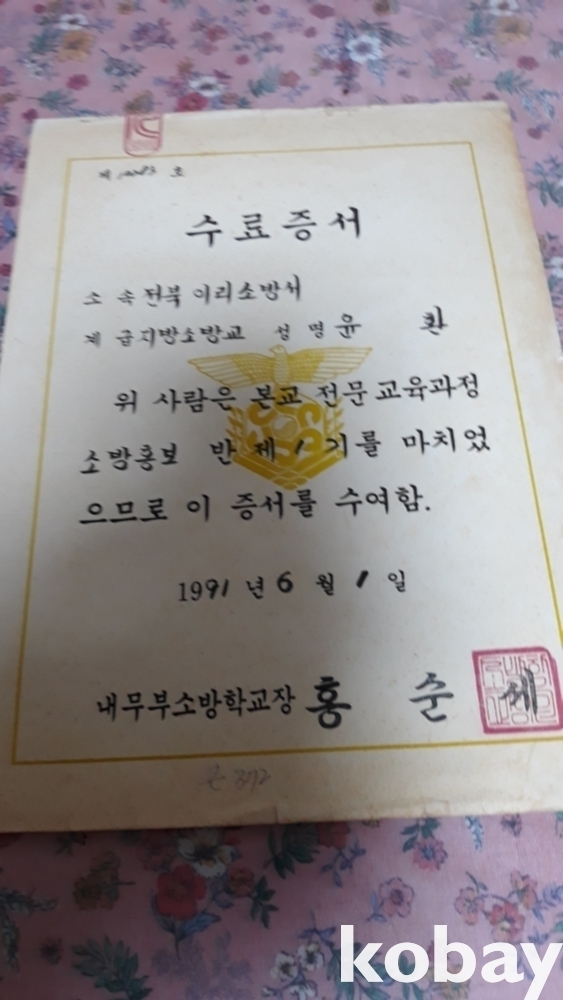 제 호
수료증서
소 속 전북 이리소방서
계 급 지방소방교 성 명 윤 환
위 사람은 본교 전문교육과정
소방홍보 반 제 1 기를 마치었
으므로 이 증서를 수여함.
1991 년 6 월 1 일
내무부소방학교장 홍 순 세
kobay